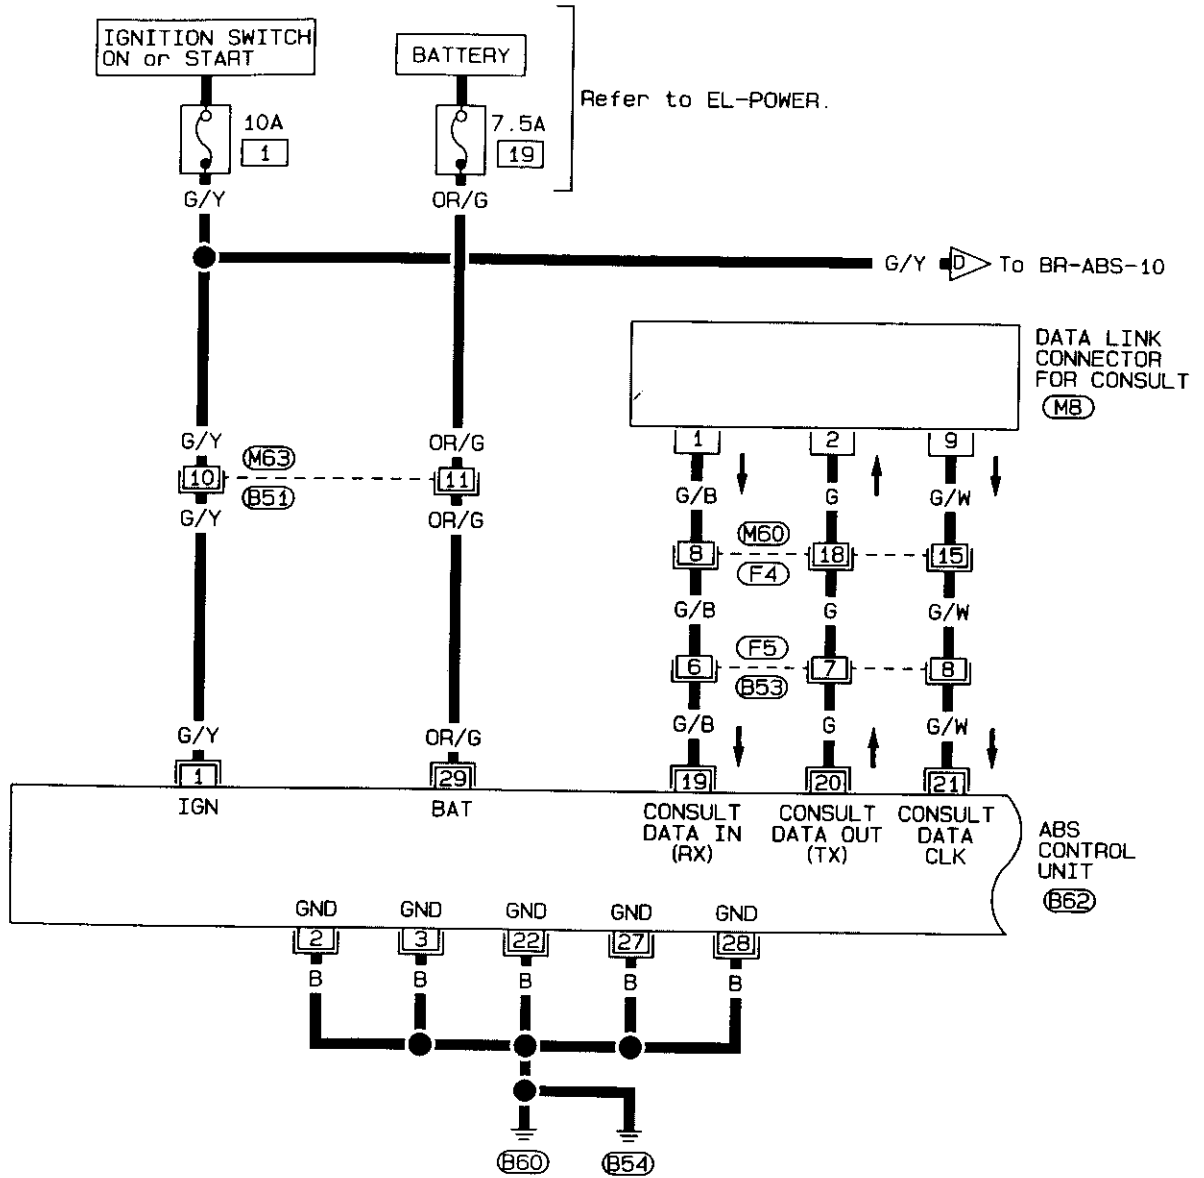 IGNITION SWITCH
ON or START
BATTERY
Refer to EL-POWER.
10A
1
7.5A
19
G/Y
OR/G
G/Y
D
To BR-ABS-10
DATA LINK
CONNECTOR
FOR CONSULT
M8
1
2
9
G/Y
M63
OR/G
10
11
B51
G/Y
OR/G
G/B
G
G/W
M60
8
18
15
F4
G/B
G
G/W
F5
6
7
8
B53
G/B
G
G/W
G/Y
OR/G
1
29
19
20
21
IGN
BAT
CONSULT
DATA IN
(RX)
CONSULT
DATA OUT
(TX)
CONSULT
DATA
CLK
ABS
CONTROL
UNIT
B62
GND
GND
GND
GND
GND
2
3
22
27
28
B
B
B
B
B
B60
B54